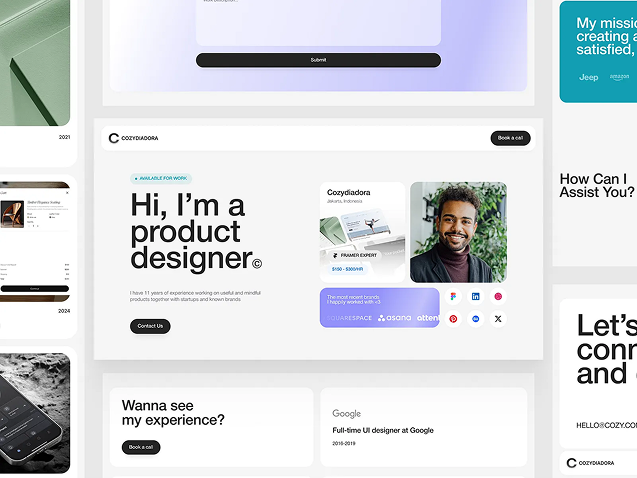 Submit
2021
2024
COZYDIADORA
Book a call
AVAILABLE FOR WORK
Hi, I'm a
product
designer©
I have 11 years of experience working on useful and mindful
products together with startups and known brands
Contact Us
Cozydiadora
Jakarta, Indonesia
FRAMER EXPERT
$150 - $300/HR
The most recent brands
I happily worked with <3
SQUARESPACE
asana
attent
Wanna see
my experience?
Book a call
Google
Full-time UI designer at Google
2016-2019
My missio
creating a
satisfied,
Jeep
amazon
How Can I
Assist You?
Let's
conn
and
HELLO@COZY.COM
COZYDIADORA